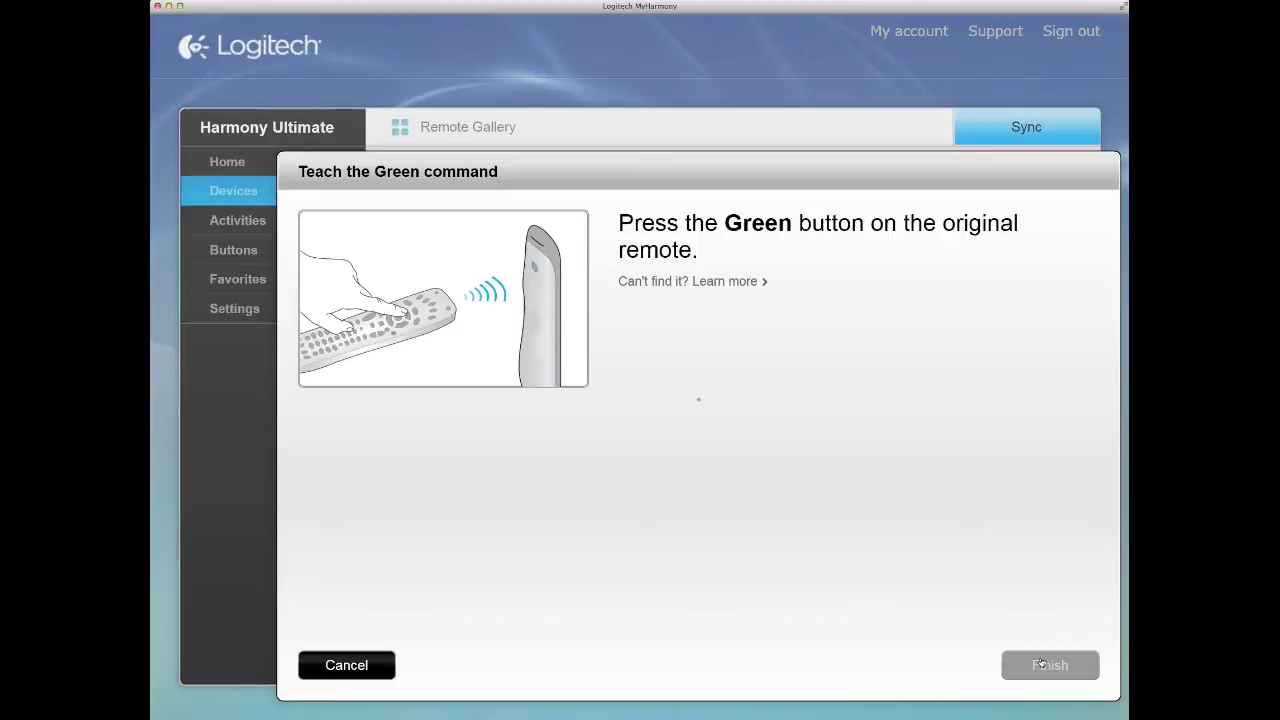 Logitech MyHarmony
Logitech
My account
Support
Sign out
Harmony Ultimate
Remote Gallery
Sync
Home
Devices
Activities
Buttons
Favorites
Settings
Teach the Green command
Press the Green button on the original
remote.
Can't find it? Learn more >
Cancel
Finish